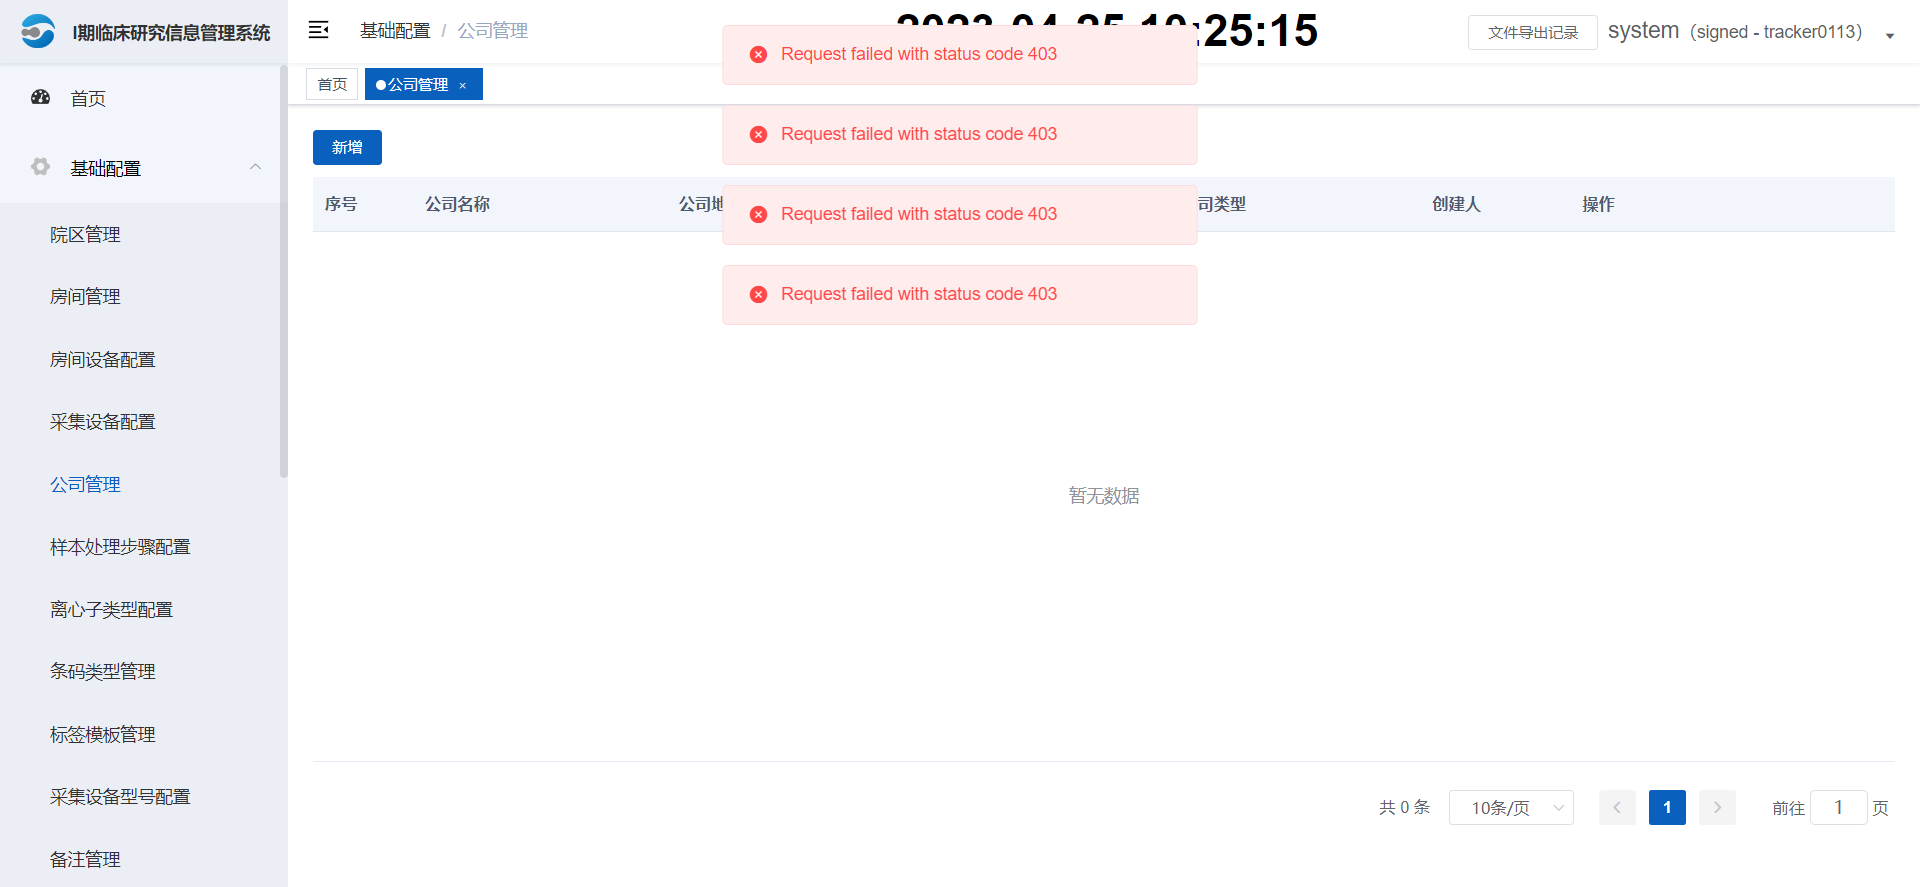 I期临床研究信息管理系统
基础配置 / 公司管理
:25:15
文件导出记录
system（signed - tracker0113）
首页
公司管理 ×
Request failed with status code 403
Request failed with status code 403
Request failed with status code 403
Request failed with status code 403
首页
基础配置
院区管理
房间管理
房间设备配置
采集设备配置
公司管理
样本处理步骤配置
离心子类型配置
条码类型管理
标签模板管理
采集设备型号配置
备注管理
新增
序号 公司名称 公司地 司类型 创建人 操作
暂无数据
共 0 条 10条/页 1 前往 1 页